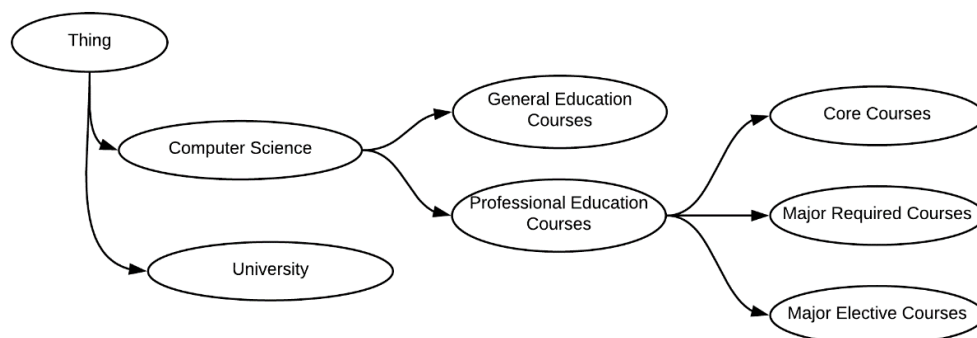 Thing
Computer Science
University
General Education
Courses
Professional Education
Courses
Core Courses
Major Required Courses
Major Elective Courses